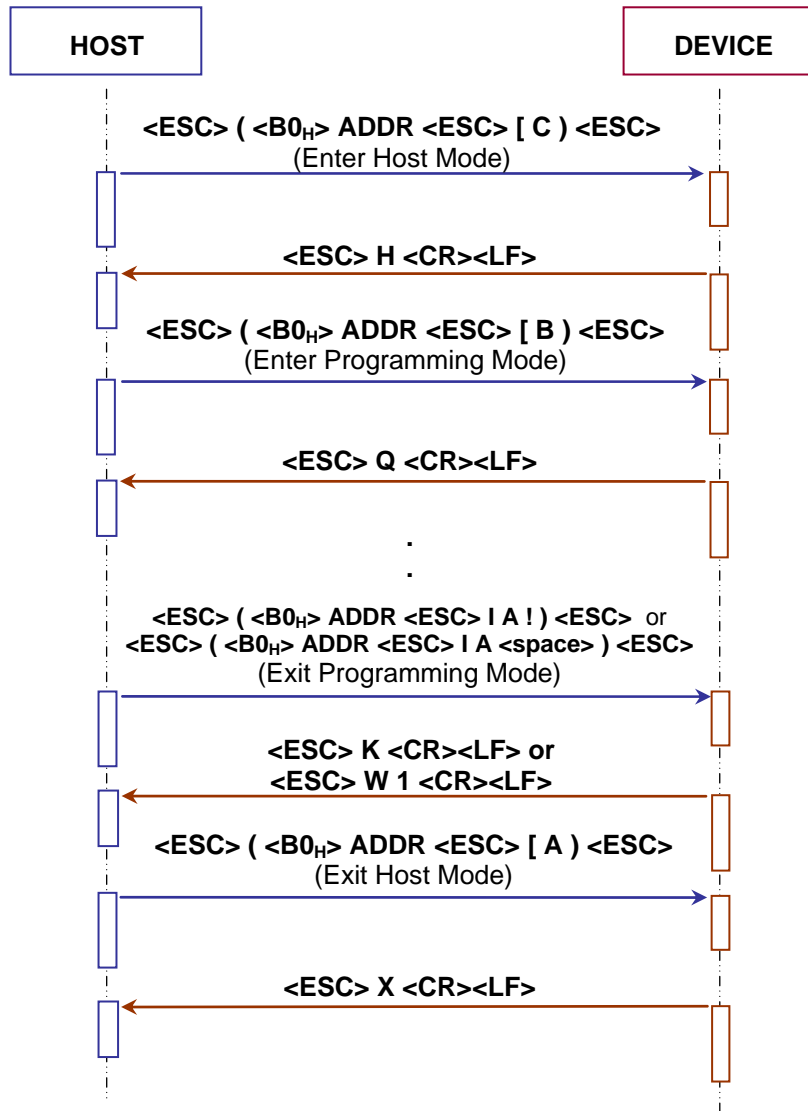 HOST
DEVICE
<ESC> ( <B0H> ADDR <ESC> [ C ) <ESC>
(Enter Host Mode)
<ESC> H <CR><LF>
<ESC> ( <B0H> ADDR <ESC> [ B ) <ESC>
(Enter Programming Mode)
<ESC> Q <CR><LF>
.
.
<ESC> ( <B0H> ADDR <ESC> I A ! ) <ESC> or
<ESC> ( <B0H> ADDR <ESC> I A <space> ) <ESC>
(Exit Programming Mode)
<ESC> K <CR><LF> or
<ESC> W 1 <CR><LF>
<ESC> ( <B0H> ADDR <ESC> [ A ) <ESC>
(Exit Host Mode)
<ESC> X <CR><LF>